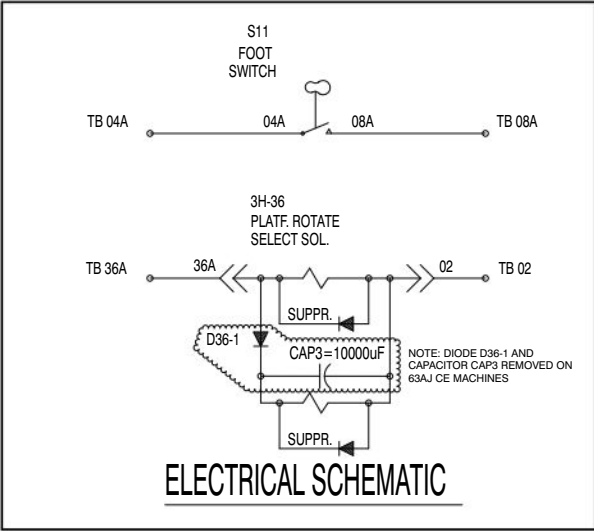 S11
FOOT
SWITCH
TB 04A
04A
08A
TB 08A
3H-36
PLATF. ROTATE
SELECT SOL.
TB 36A
36A
02
TB 02
SUPPR.
D36-1
CAP3=10000uF
NOTE: DIODE D36-1 AND
CAPACITOR CAP3 REMOVED ON
63AJ CE MACHINES
SUPPR.
ELECTRICAL SCHEMATIC